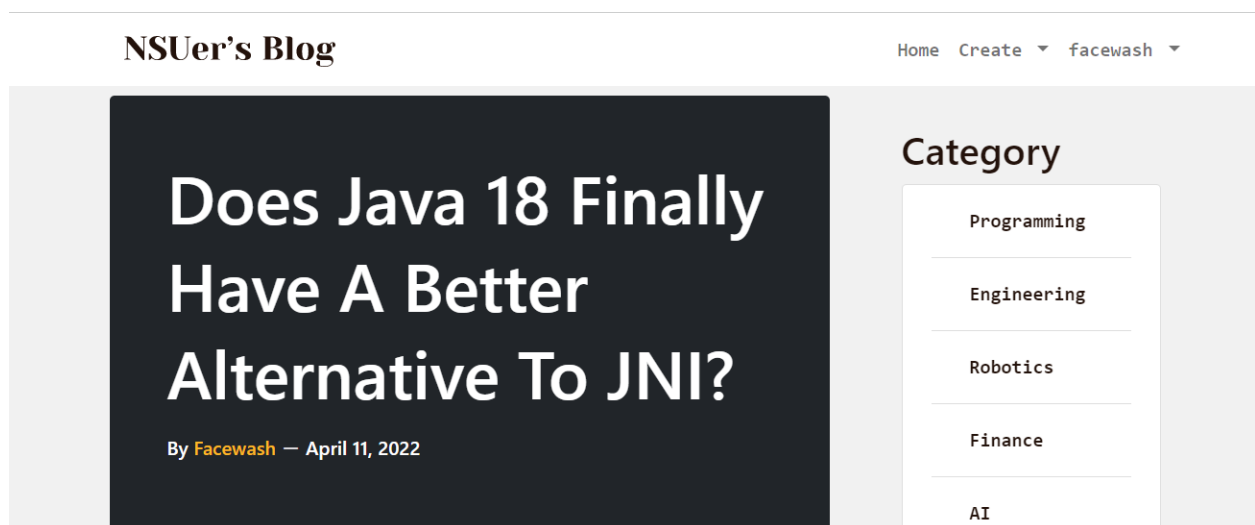 NSUer's Blog
Home Create facewash
Does Java 18 Finally
Have A Better
Alternative To JNI?
By Facewash — April 11, 2022
Category
Programming
Engineering
Robotics
Finance
AI